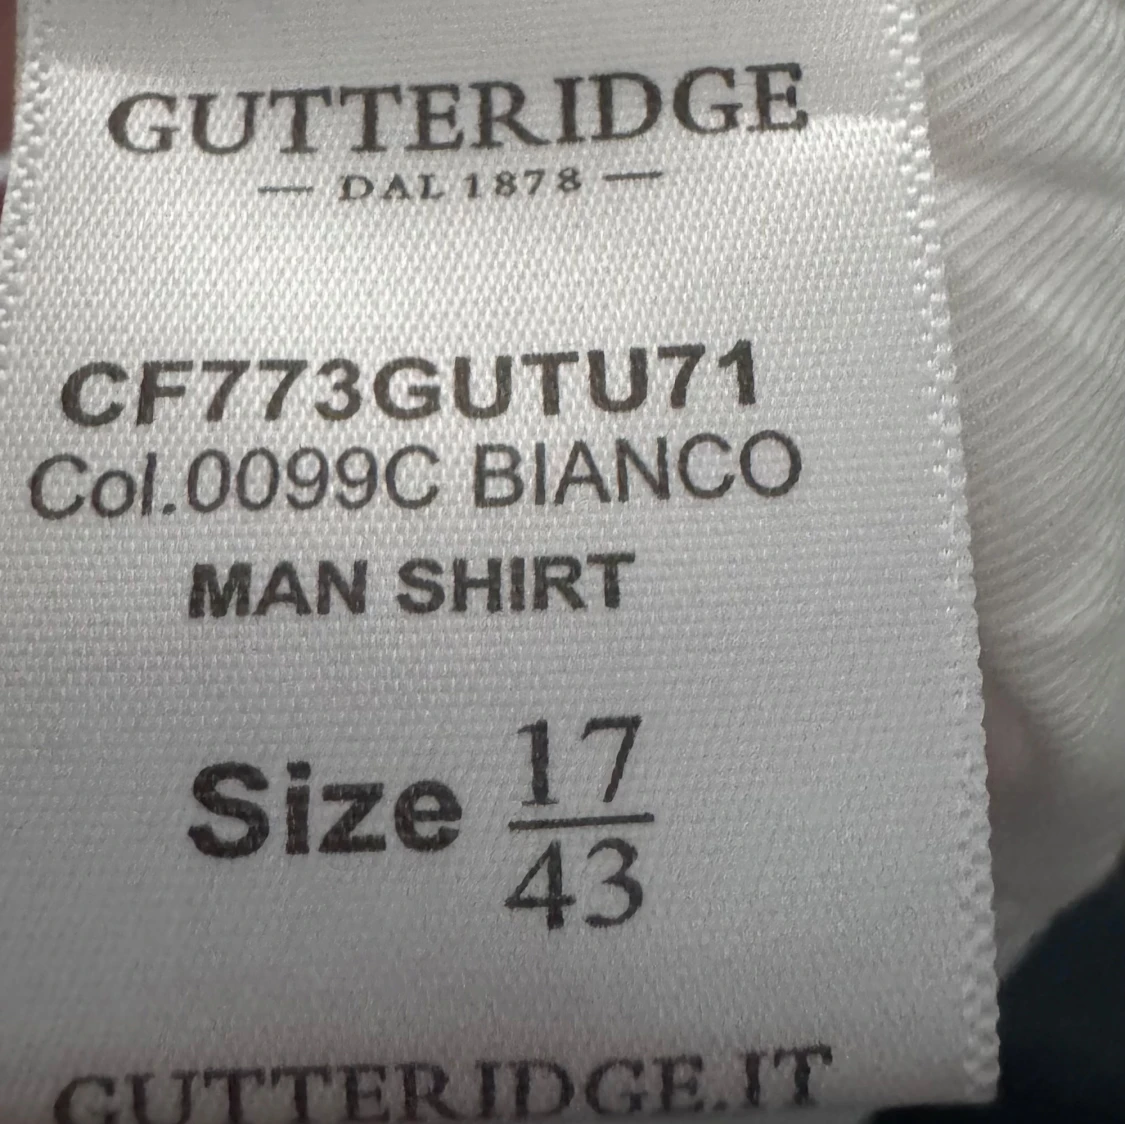 GUTTERIDGE
— DAL 1878 —
CF773GUTU71
Col.0099C BIANCO
MAN SHIRT
Size 17/43
GUTTERIDGE.IT